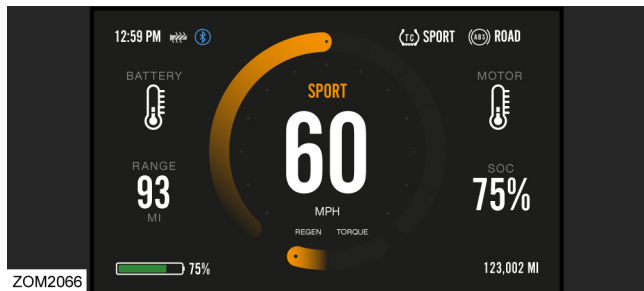 12:59 PM
TC SPORT
ABS ROAD
BATTERY
MOTOR
SPORT
60
MPH
RANGE
93
MI
SOC
75%
REGEN TORQUE
75%
123,002 MI
ZOM2066